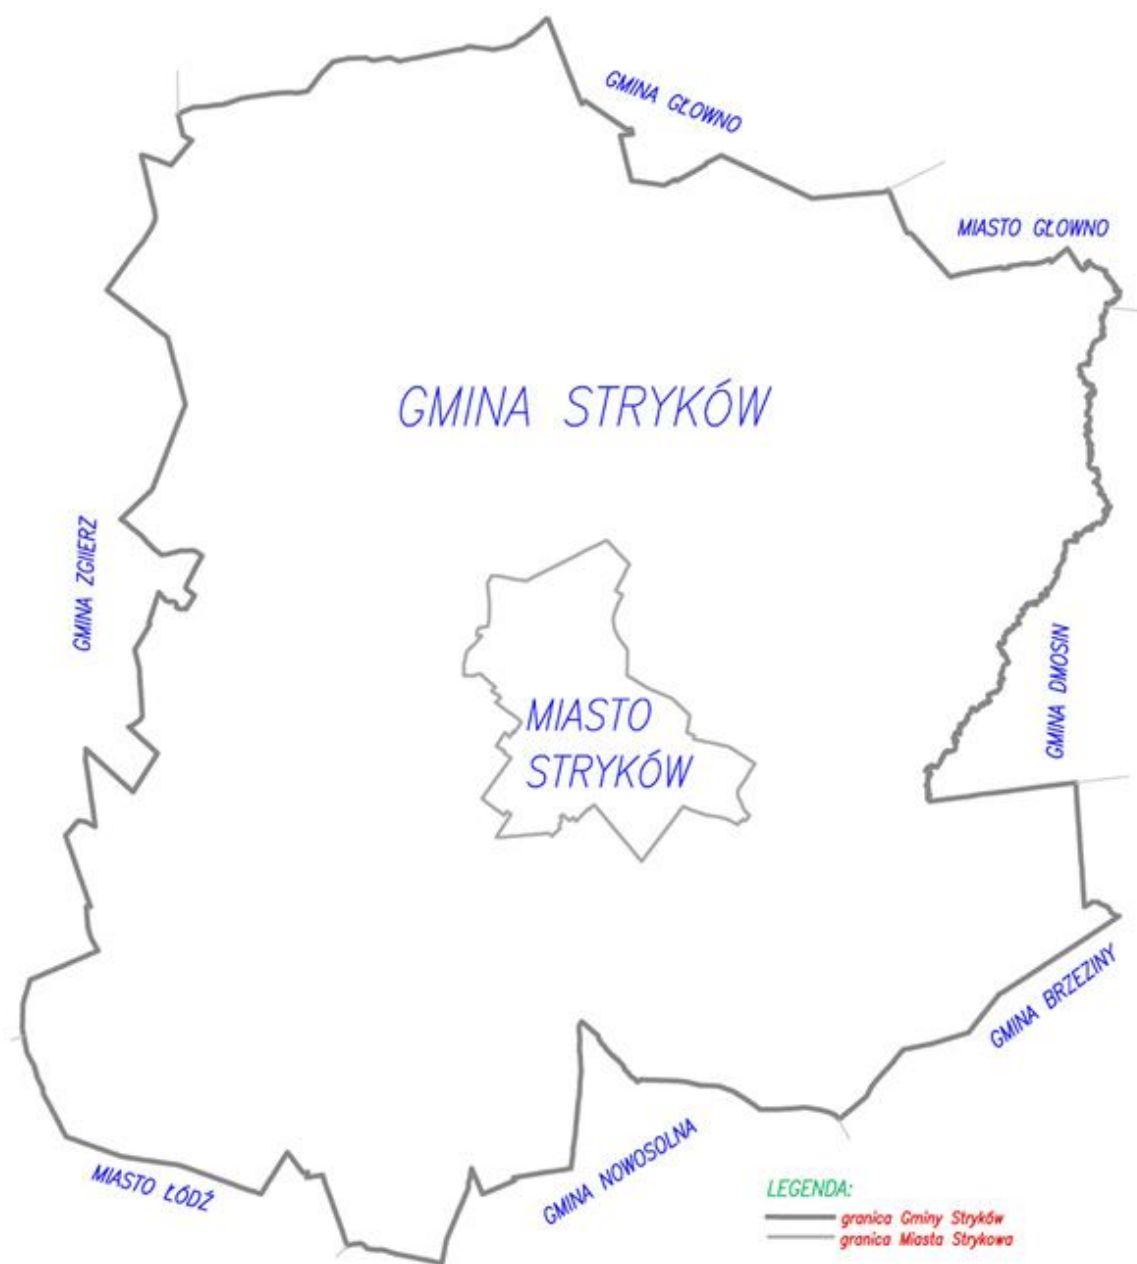 GMINA GŁOWNO
MIASTO GŁOWNO
GMINA STRYKÓW
GMINA ZGIIERZ
GMINA DMOSIN
MIASTO
STRYKÓW
GMINA BRZEZINY
GMINA NOWOSOLNA
MIASTO ŁÓDŹ
LEGENDA:
granica Gminy Stryków
granica Miasta Strykowa